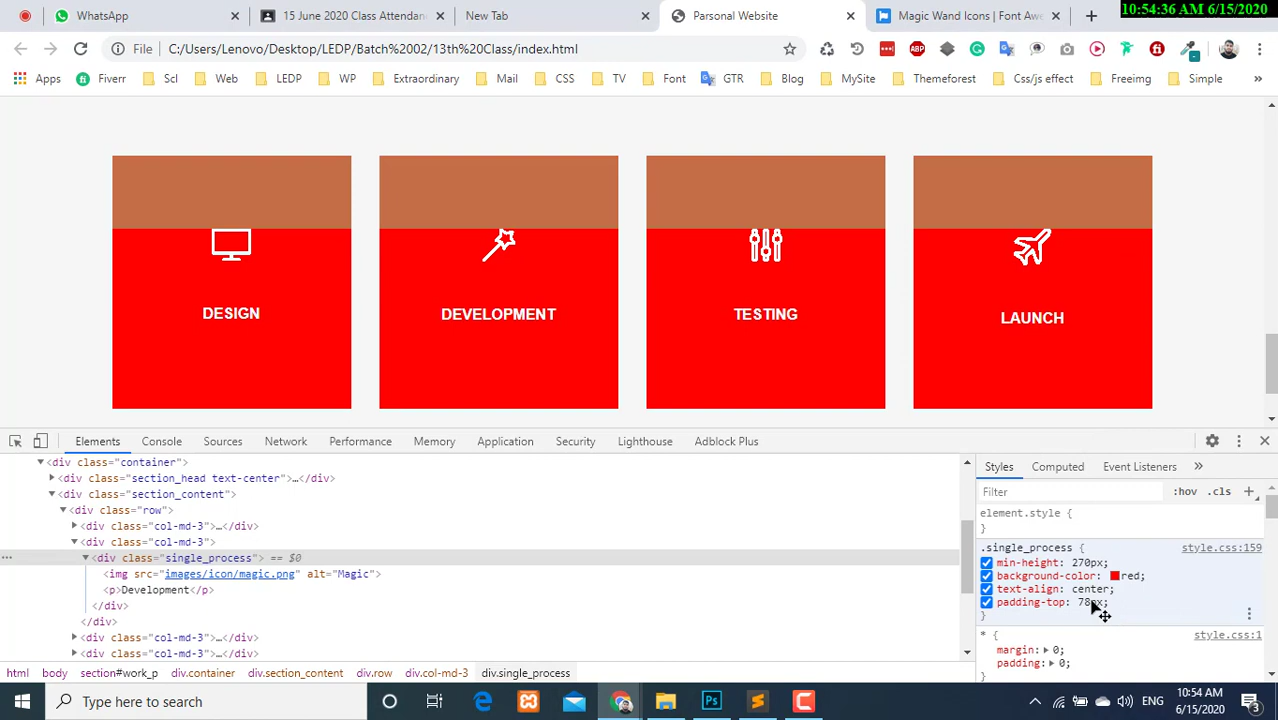 10:54:36 AM 6/15/2020
WhatsApp
15 June 2020 Class Attendan
New Tab
Parsonal Website
Magic Wand Icons | Font Awe
File
C:/Users/Lenovo/Desktop/LEDP/Batch%2002/13th%20Class/index.html
ABP
Apps
Fiverr
Scl
Web
LEDP
WP
Extraordinary
Mail
CSS
TV
Font
GTR
Blog
MySite
Themeforest
Css/js effect
Freeimg
Simple
»
DESIGN
DEVELOPMENT
TESTING
LAUNCH
Elements
Console
Sources
Network
Performance
Memory
Application
Security
Lighthouse
Adblock Plus
<div class="container">
<div class="section_head text-center">…</div>
<div class="section_content">
<div class="row">
<div class="col-md-3">…</div>
<div class="col-md-3">
<div class="single_process"> == $0
<img src="images/icon/magic.png" alt="Magic">
<p>Development</p>
</div>
</div>
<div class="col-md-3">…</div>
<div class="col-md-3">…</div>
html
body
section#work_p
div.container
div.section_content
div.row
div.col-md-3
div.single_process
Styles
Computed
Event Listeners
»
Filter
:hov
.cls
element.style {
}
.single_process {
style.css:159
min-height: 270px;
background-color: red;
text-align: center;
padding-top: 78px;
}
* {
style.css:1
margin: 0;
padding: 0;
}
Type here to search
ENG
10:54 AM
6/15/2020
3